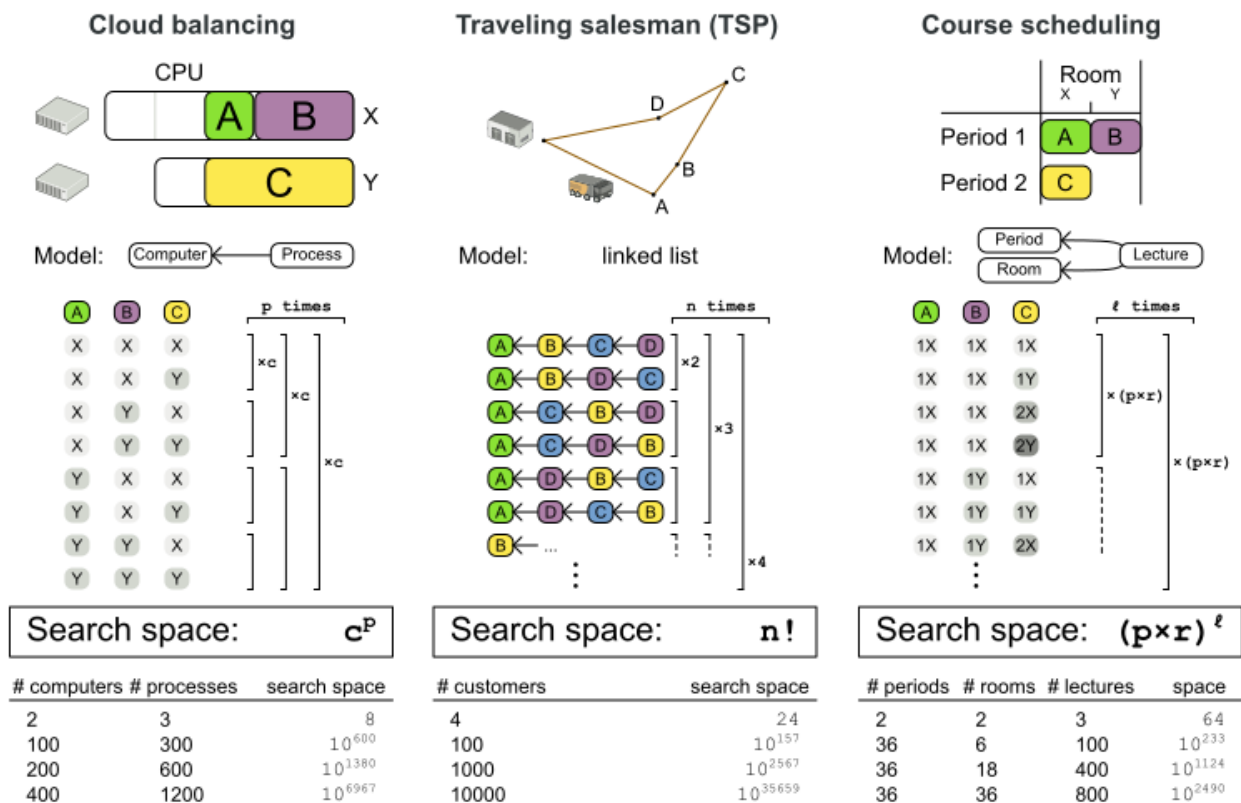 Cloud balancing
CPU
A B X
C Y
Model: Computer Process
A B C p times
X X X
X X Y
×c
X Y X
×c
X Y Y
×c
Y X X
Y X Y
Y Y X
Y Y Y
Search space: c^p
# computers # processes search space
2 3 8
100 300 10^600
200 600 10^1380
400 1200 10^6967
Traveling salesman (TSP)
C
D
B
A
Model: linked list
n times
A B C D
×2
A B D C
A C B D
×3
A C D B
A D B C
A D C B
B ...
×4
Search space: n!
# customers search space
4 24
100 10^157
1000 10^2567
10000 10^35659
Course scheduling
Room
X Y
Period 1 A B
Period 2 C
Period
Model: Lecture
Room
A B C ℓ times
1X 1X 1X
1X 1X 1Y
1X 1X 2X
×(p×r)
1X 1X 2Y
×(p×r)
1X 1Y 1X
1X 1Y 1Y
1X 1Y 2X
Search space: (p×r)^ℓ
# periods # rooms # lectures space
2 2 3 64
36 6 100 10^233
36 18 400 10^1124
36 36 800 10^2490